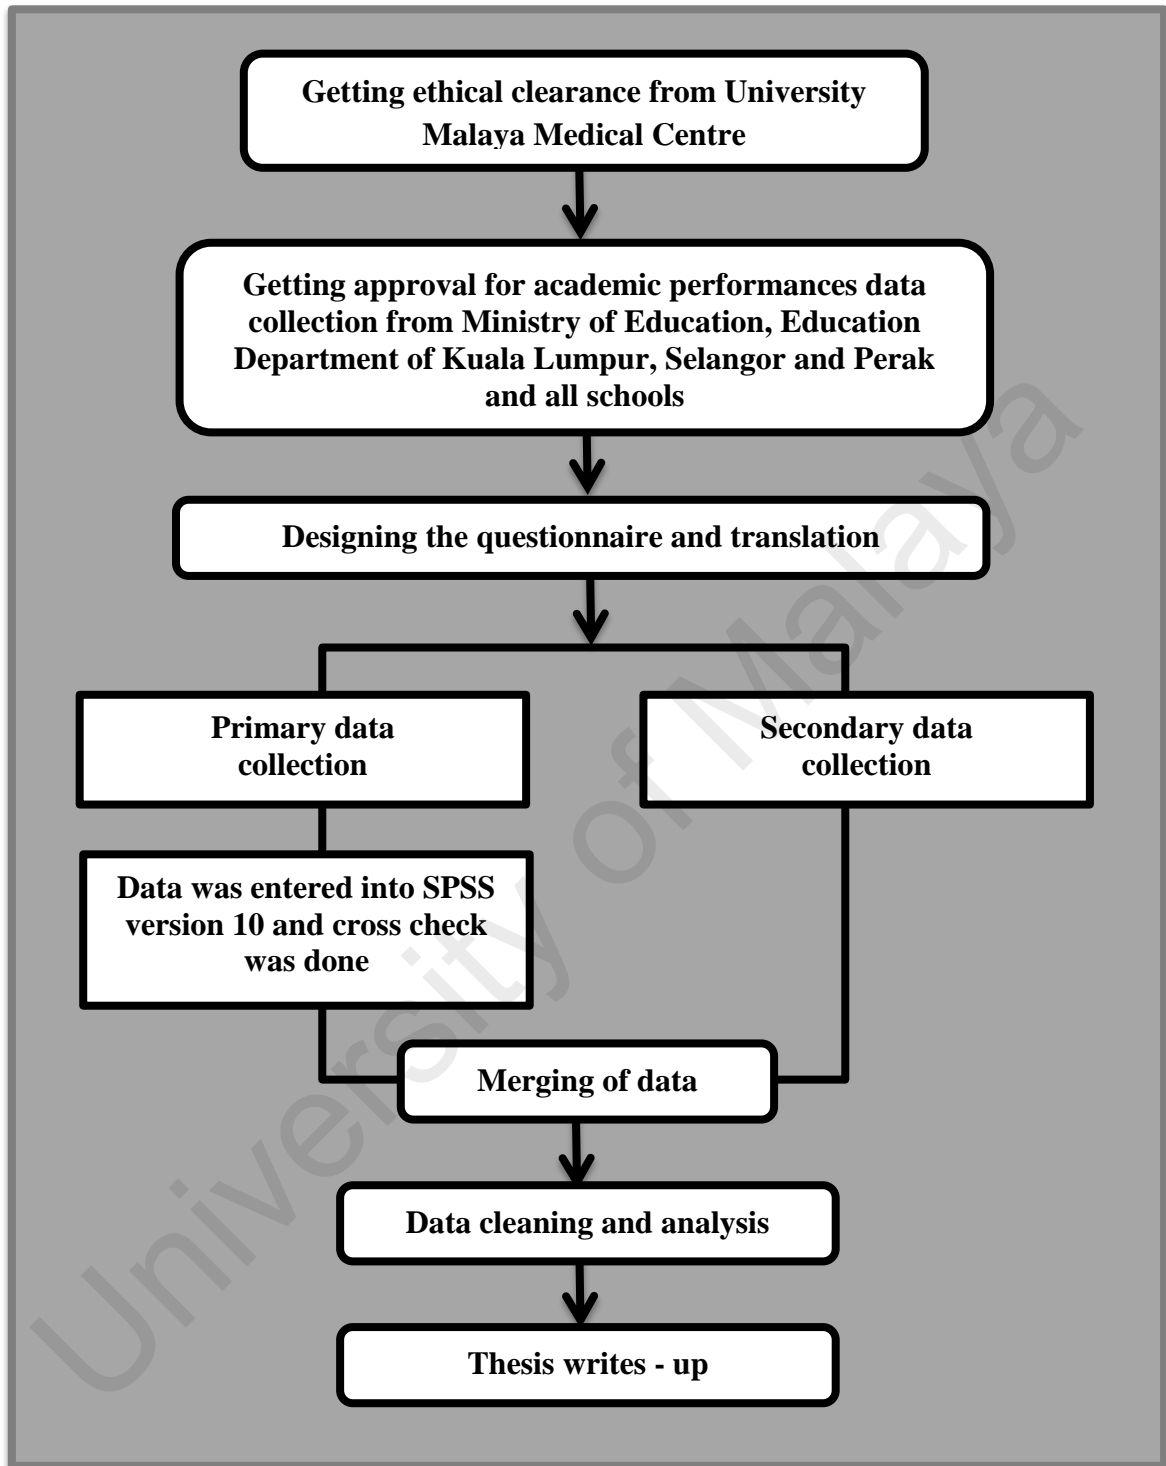 Getting ethical clearance from University
Malaya Medical Centre
Getting approval for academic performances data
collection from Ministry of Education, Education
Department of Kuala Lumpur, Selangor and Perak
and all schools
Designing the questionnaire and translation
Primary data
collection
Secondary data
collection
Data was entered into SPSS
version 10 and cross check
was done
Merging of data
Data cleaning and analysis
Thesis writes - up
University of Malaya